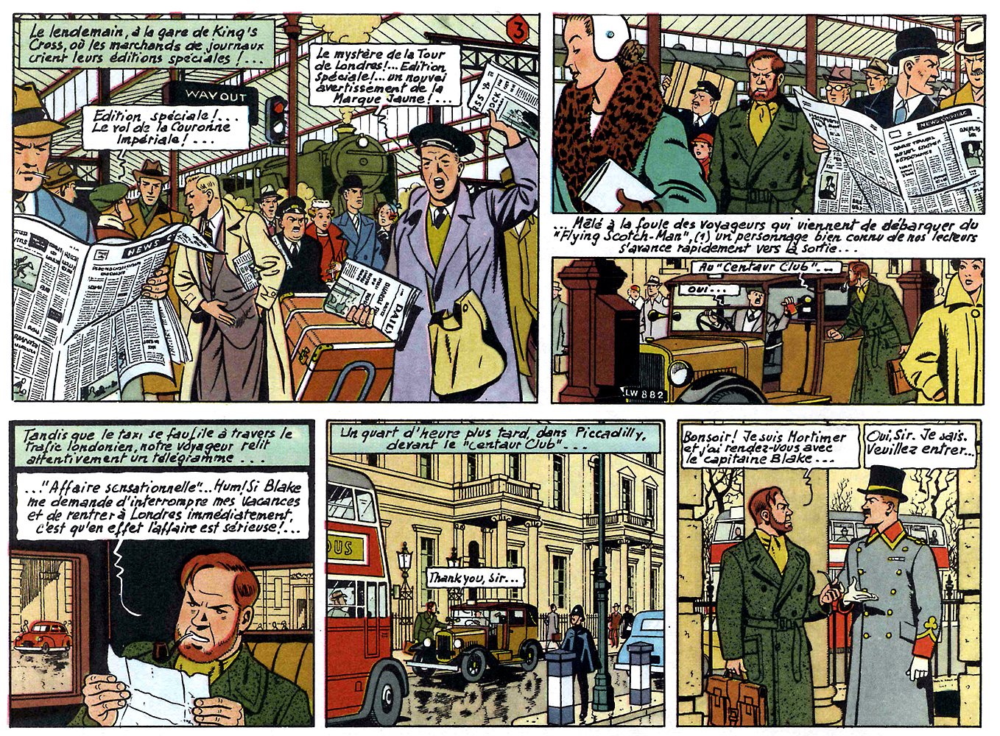 Le lendemain, à la gare de King's
Cross, où les marchands de journaux
crient leurs éditions spéciales !...
3
Le mystère de la Tour
de Londres!... Edition
spéciale!... un nouvel
avertissement de la
Marque Jaune!...
WAY OUT
Edition spéciale!...
Le vol de la Couronne
Impériale!...
NEWS
DAILY
NEWS CHRONICLE
... Mêlé à la foule des voyageurs qui viennent de débarquer du
"Flying Scotch-Man", (1) un personnage bien connu de nos lecteurs
s'avance rapidement vers la sortie...
Au "Centaur Club"...
OUI...
LW 882
Tandis que le taxi se faufile à travers le
trafic londonien, notre voyageur relit
attentivement un télégramme...
..."Affaire sensationnelle"... Hum! Si Blake
me demande d'interrompre mes vacances
et de rentrer à Londres immédiatement,
c'est qu'en effet l'affaire est sérieuse!...
Un quart d'heure plus tard, dans Piccadilly,
devant le "Centaur Club"...
BUS
Thank you, Sir...
Bonsoir! Je suis Mortimer
et j'ai rendez-vous avec
le capitaine Blake...
Oui, Sir. Je sais.
Veuillez entrer...